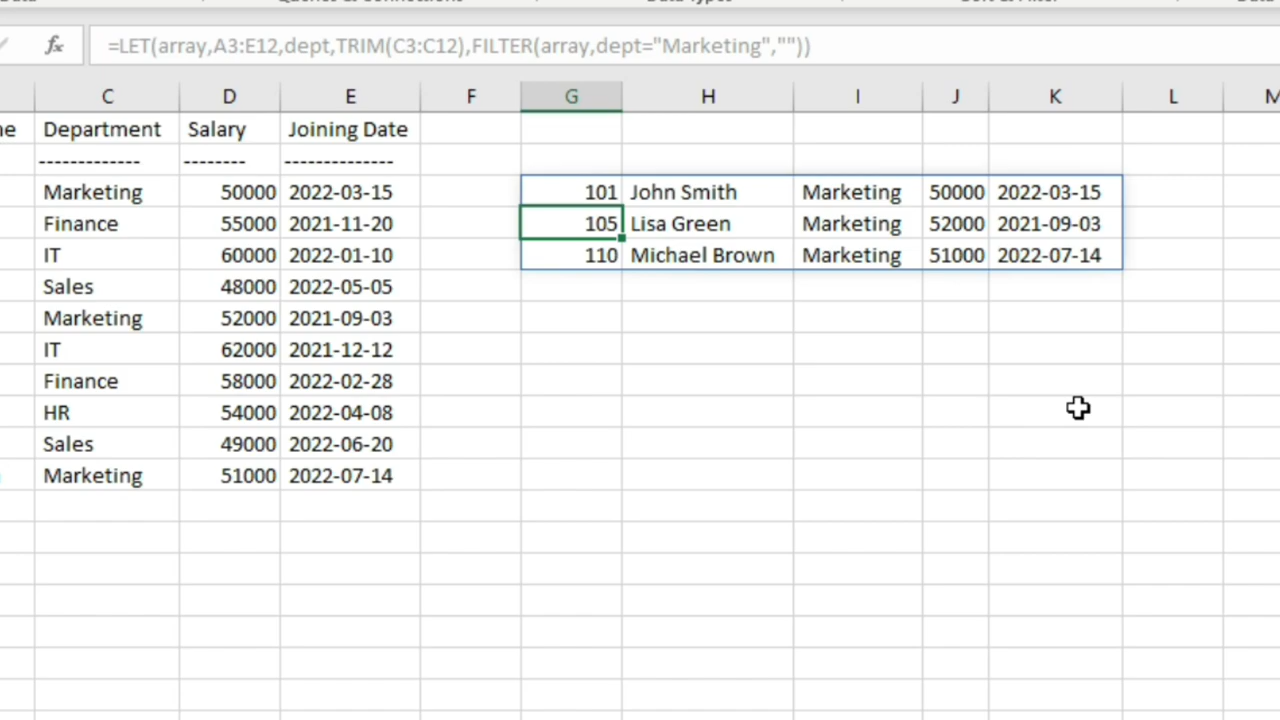 fx =LET(array,A3:E12,dept,TRIM(C3:C12),FILTER(array,dept="Marketing",""))
C D E F G H I J K L M
Department Salary Joining Date
------------- -------- --------------
Marketing 50000 2022-03-15 101 John Smith Marketing 50000 2022-03-15
Finance 55000 2021-11-20 105 Lisa Green Marketing 52000 2021-09-03
IT 60000 2022-01-10 110 Michael Brown Marketing 51000 2022-07-14
Sales 48000 2022-05-05
Marketing 52000 2021-09-03
IT 62000 2021-12-12
Finance 58000 2022-02-28
HR 54000 2022-04-08
Sales 49000 2022-06-20
Marketing 51000 2022-07-14